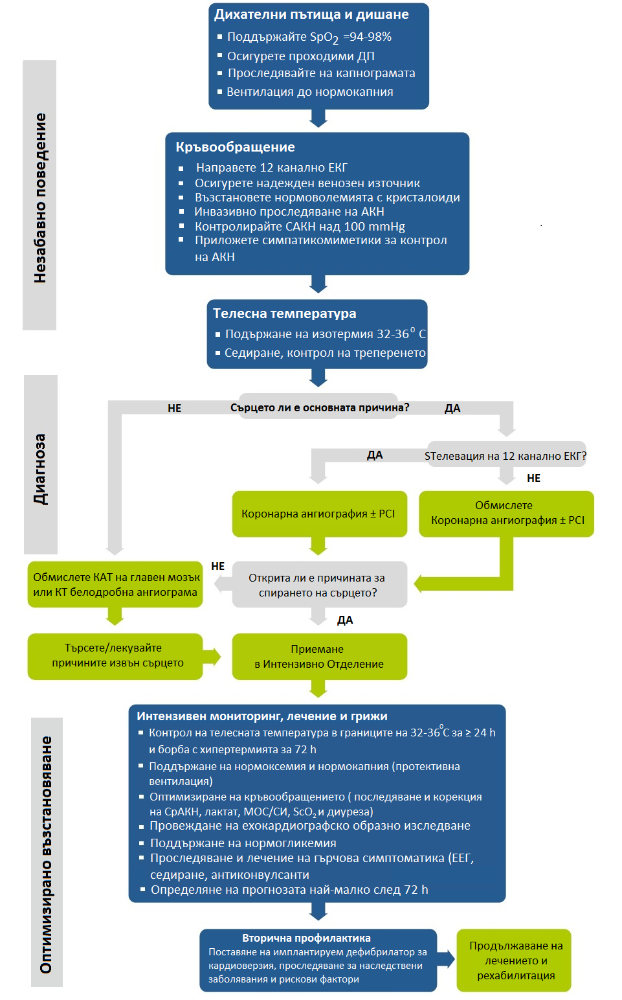 Дихателни пътища и дишане
▪ Поддържайте SpO2 =94-98%
▪ Осигурете проходими ДП
▪ Проследявайте на капнограмата
▪ Вентилация до нормокапния
Незабавно поведение
Кръвообращение
▪ Направете 12 канално ЕКГ
▪ Осигурете надежден венозен източник
▪ Възстановете нормоволемията с кристалоиди
▪ Инвазивно проследяване на АКН
▪ Контролирайте САКН над 100 mmHg
▪ Приложете симпатикомиметици за контрол
на АКН
Телесна температура
▪ Подържане на изотермия 32-36⁰ C
▪ Седиране, контрол на треперенето
Диагноза
НЕ
Сърцето ли е основната причина?
ДА
ДА
STелевация на 12 канално ЕКГ?
НЕ
Коронарна ангиография ± PCI
Обмислете
Коронарна ангиография ± PCI
Обмислете КАТ на главен мозък
или КТ белодробна ангиограма
НЕ
Открита ли е причината за
спирането на сърцето?
ДА
Търсете/лекувайте
причините извън сърцето
Приемане
в Интензивно Отделение
Оптимизирано възстановяване
Интензивен мониторинг, лечение и грижи
▪ Контрол на телесната температура в границите на 32-36⁰C за ≥ 24 h
и борба с хипертермията за 72 h
▪ Поддържане на нормоксемия и нормокапния (протективна
вентилация)
▪ Оптимизиране на кръвообращението ( последяване и корекция
на СрАКН, лактат, МОС/СИ, ScO2 и диуреза)
▪ Провеждане на ехокардиографско образно изследване
▪ Поддържане на нормогликемия
▪ Проследяване и лечение на гърчова симптоматика (ЕЕГ,
седиране, антиконвулсанти
▪ Определяне на прогнозата най-малко след 72 h
Вторична профилактика
Поставяне на имплантируем дефибрилатор за
кардиоверзия, проследяване за наследствени
заболявания и рискови фактори
Продължаване на
лечението и
рехабилитация